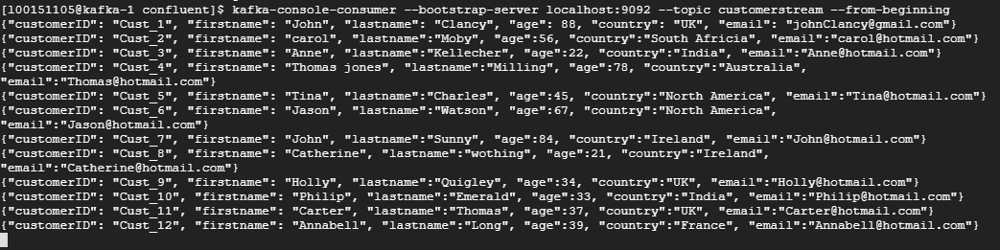 [l00151105@kafka-1 confluent]$ kafka-console-consumer --bootstrap-server localhost:9092 --topic customerstream --from-beginning
{"customerID": "Cust_1", "firstname": "John", "lastname": "Clancy", "age": 88, "country": "UK", "email": "johnClancy@gmail.com"}
{"customerID": "Cust_2", "firstname": "carol", "lastname":"Moby", "age":56, "country":"South Africia", "email":"carol@hotmail.com"}
{"customerID": "Cust_3", "firstname": "Anne", "lastname":"Kellecher", "age":22, "country":"India", "email":"Anne@hotmail.com"}
{"customerID": "Cust_4", "firstname": "Thomas jones", "lastname":"Milling", "age":78, "country":"Australia",
"email":"Thomas@hotmail.com"}
{"customerID": "Cust_5", "firstname": "Tina", "lastname":"Charles", "age":45, "country":"North America", "email":"Tina@hotmail.com"}
{"customerID": "Cust_6", "firstname": "Jason", "lastname":"Watson", "age":67, "country":"North America",
"email":"Jason@hotmail.com"}
{"customerID": "Cust_7", "firstname": "John", "lastname":"Sunny", "age":84, "country":"Ireland", "email":"John@hotmail.com"}
{"customerID": "Cust_8", "firstname": "Catherine", "lastname":"wothing", "age":21, "country":"Ireland",
"email":"Catherine@hotmail.com"}
{"customerID": "Cust_9", "firstname": "Holly", "lastname":"Quigley", "age":34, "country":"UK", "email":"Holly@hotmail.com"}
{"customerID": "Cust_10", "firstname": "Philip", "lastname":"Emerald", "age":33, "country":"India", "email":"Philip@hotmail.com"}
{"customerID": "Cust_11", "firstname": "Carter", "lastname":"Thomas", "age":37, "country":"UK", "email":"Carter@hotmail.com"}
{"customerID": "Cust_12", "firstname": "Annabell", "lastname":"Long", "age":39, "country":"France", "email":"Annabell@hotmail.com"}